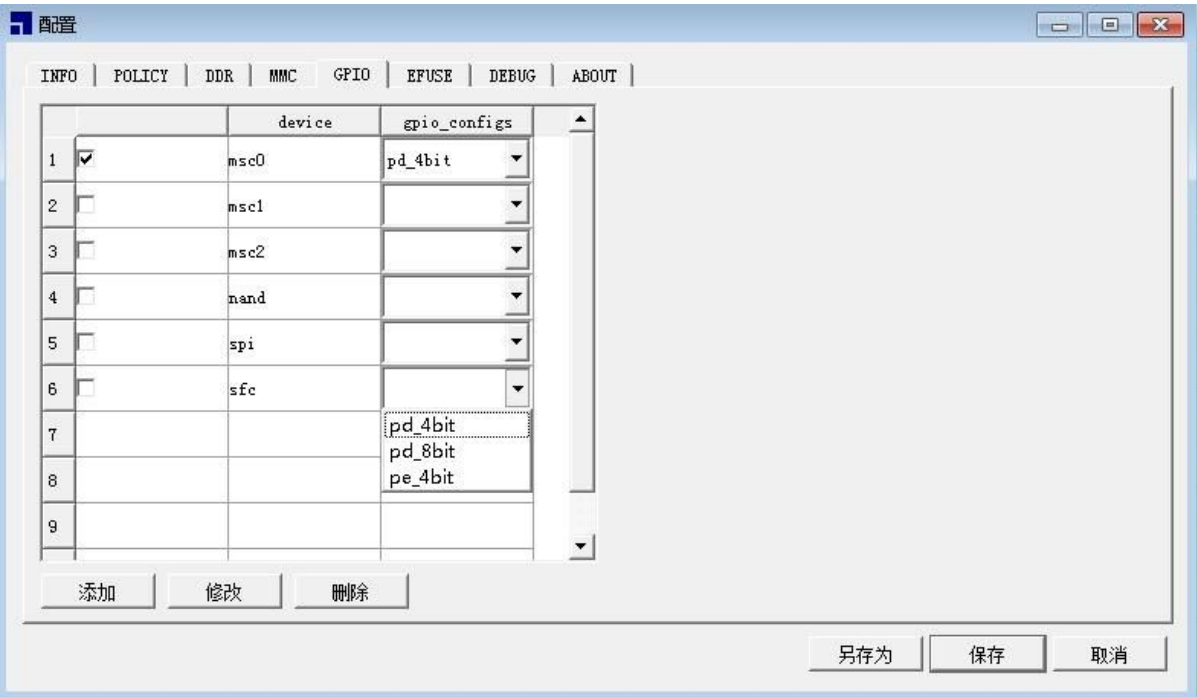 配置
INFO POLICY DDR MMC GPIO EFUSE DEBUG ABOUT
device gpio_configs
1 msc0 pd_4bit
2 msc1
3 msc2
4 nand
5 spi
6 sfc
7 pd_4bit
pd_8bit
8 pe_4bit
9
添加 修改 删除
另存为 保存 取消